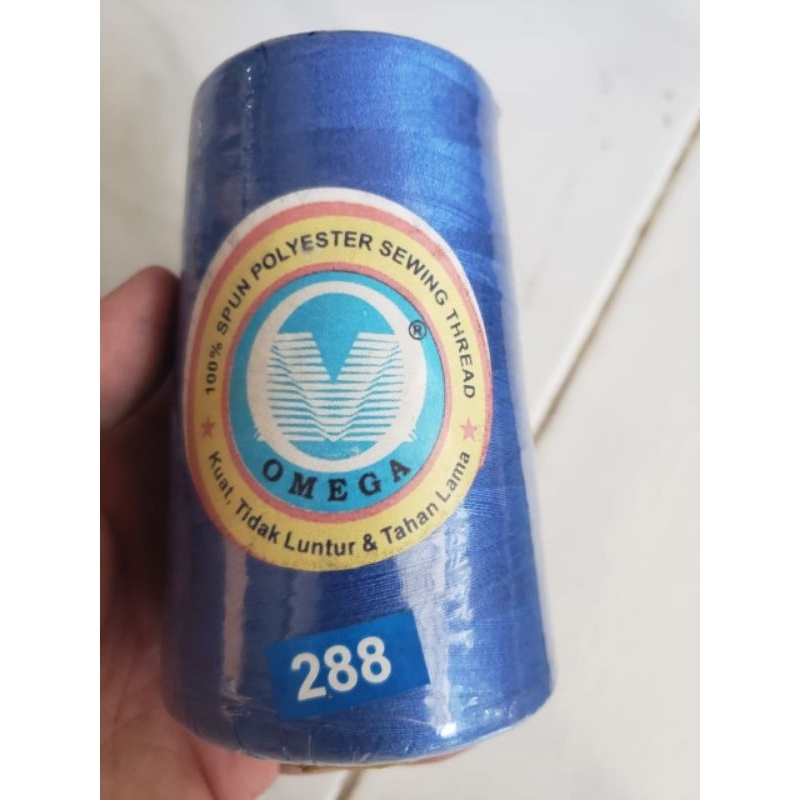 100% SPUN POLYESTER SEWING THREAD
®
OMEGA
Kuat, Tidak Luntur & Tahan Lama
288